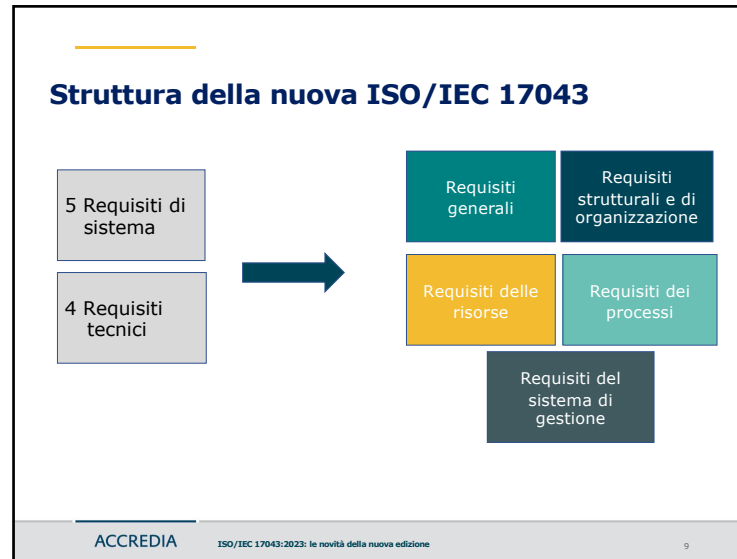 Struttura della nuova ISO/IEC 17043
5 Requisiti di
sistema
4 Requisiti
tecnici
Requisiti
generali
Requisiti
strutturali e di
organizzazione
Requisiti delle
risorse
Requisiti dei
processi
Requisiti del
sistema di
gestione
ACCREDIA
ISO/IEC 17043:2023: le novità della nuova edizione
9